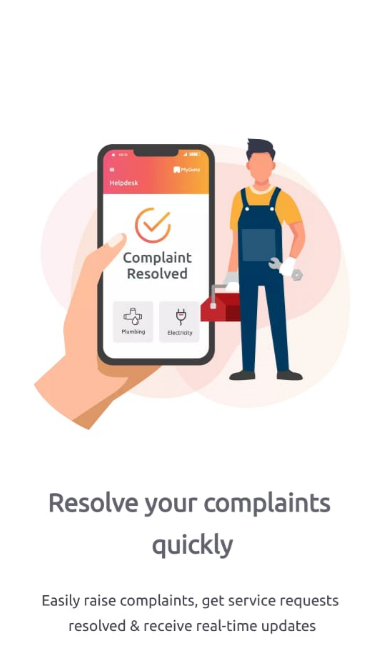 MyGate
Helpdesk
Complaint
Resolved
Plumbing
Electricity
Resolve your complaints
quickly
Easily raise complaints, get service requests
resolved & receive real-time updates